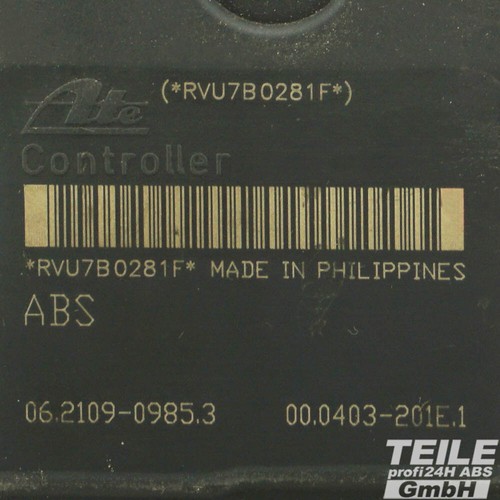 (*RVU7B0281F*)
Ate
Controller
*RVU7B0281F* MADE IN PHILIPPINES
ABS
06.2109-0985.3 00.0403-201E.1
TEILE
profi24H ABS
GmbH